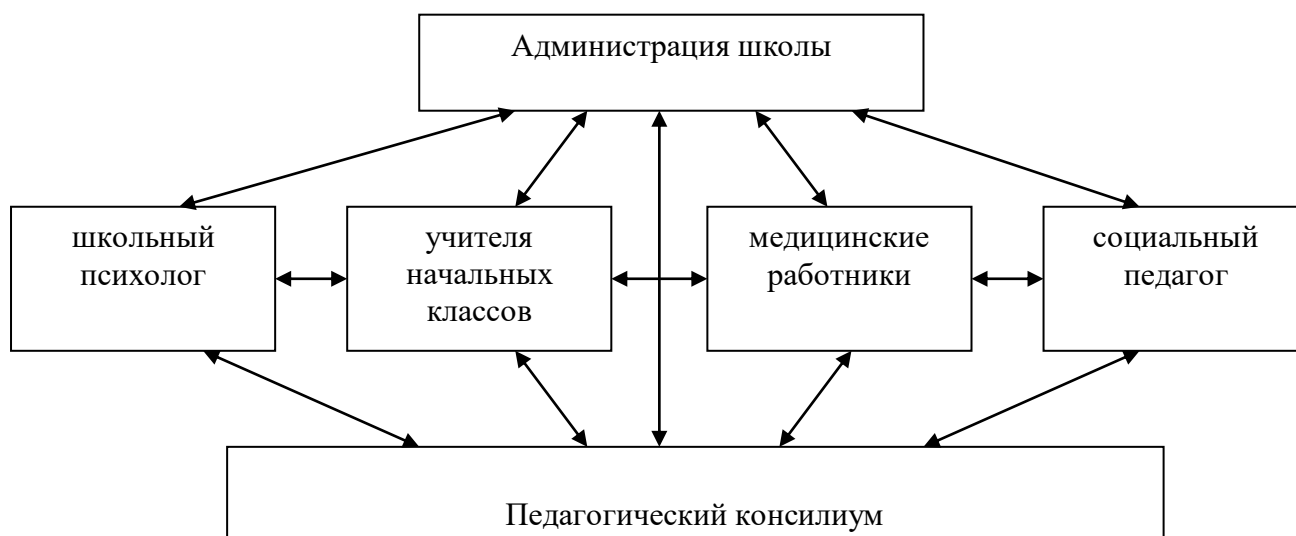 Администрация школы
школьный
психолог
учителя
начальных
классов
медицинские
работники
социальный
педагог
Педагогический консилиум